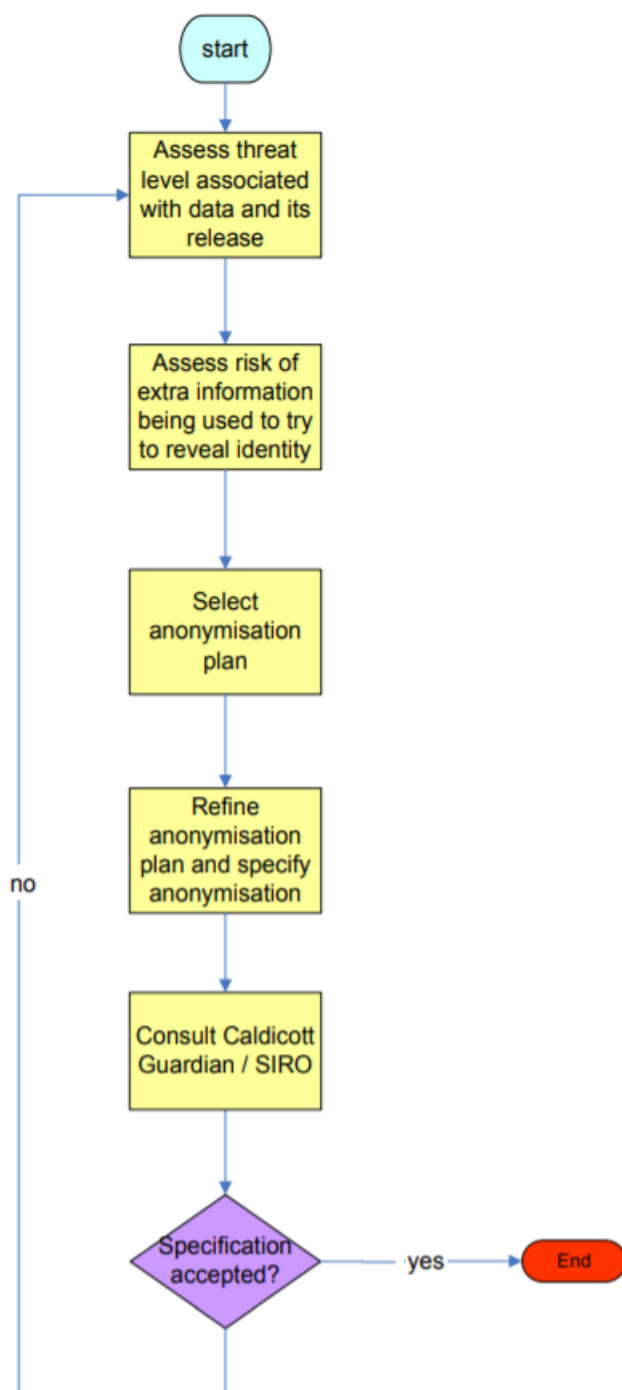 start
Assess threat
level associated
with data and its
release
Assess risk of
extra information
being used to try
to reveal identity
Select
anonymisation
plan
Refine
anonymisation
plan and specify
anonymisation
no
Consult Caldicott
Guardian / SIRO
Specification
accepted?
yes
End